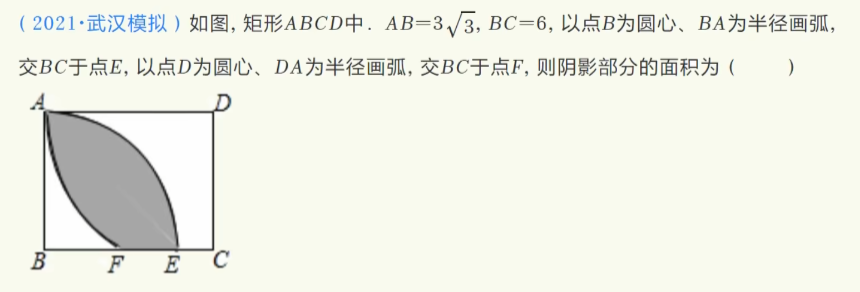 (2021·武汉模拟)如图,矩形ABCD中. AB=3√3, BC=6, 以点B为圆心、BA为半径画弧,
交BC于点E, 以点D为圆心、DA为半径画弧, 交BC于点F, 则阴影部分的面积为( )
A D
B F E C